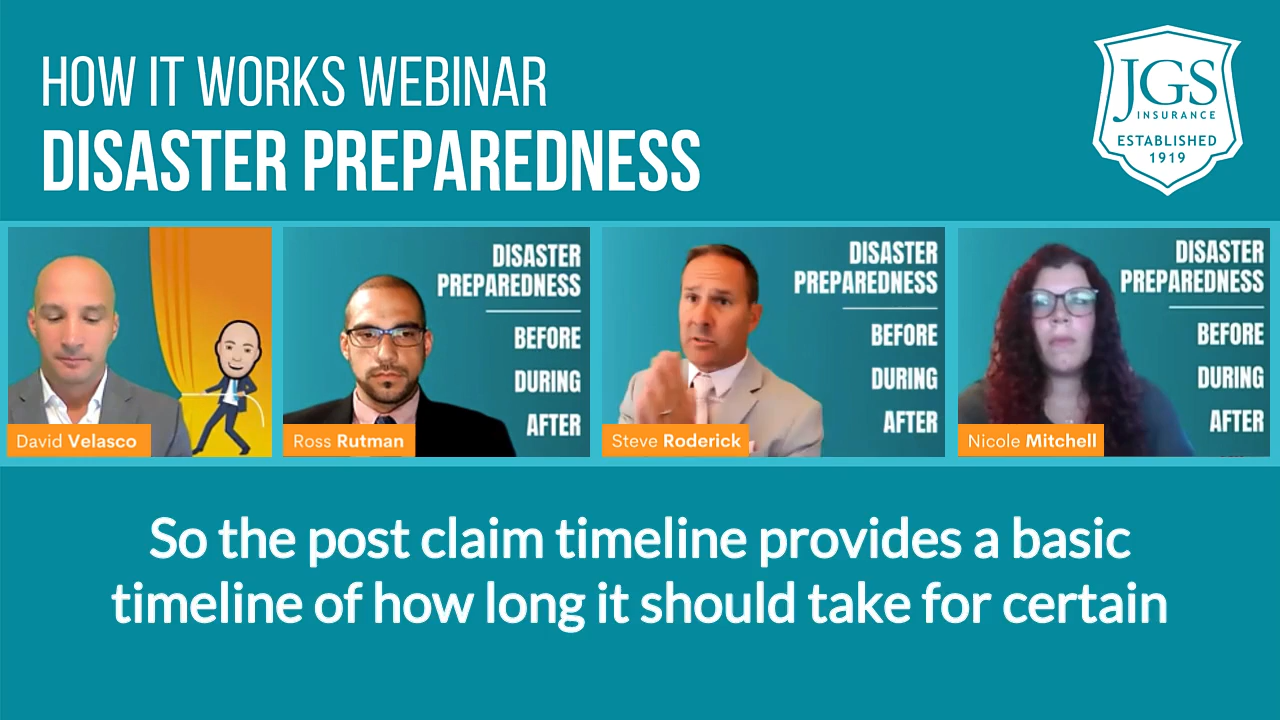 HOW IT WORKS WEBINAR
DISASTER PREPAREDNESS
JGS
INSURANCE
ESTABLISHED
1919
David Velasco
DISASTER
PREPAREDNESS
BEFORE
DURING
AFTER
Ross Rutman
DISASTER
PREPAREDNESS
BEFORE
DURING
AFTER
Steve Roderick
DISASTER
PREPAREDNESS
BEFORE
DURING
AFTER
Nicole Mitchell
So the post claim timeline provides a basic
timeline of how long it should take for certain